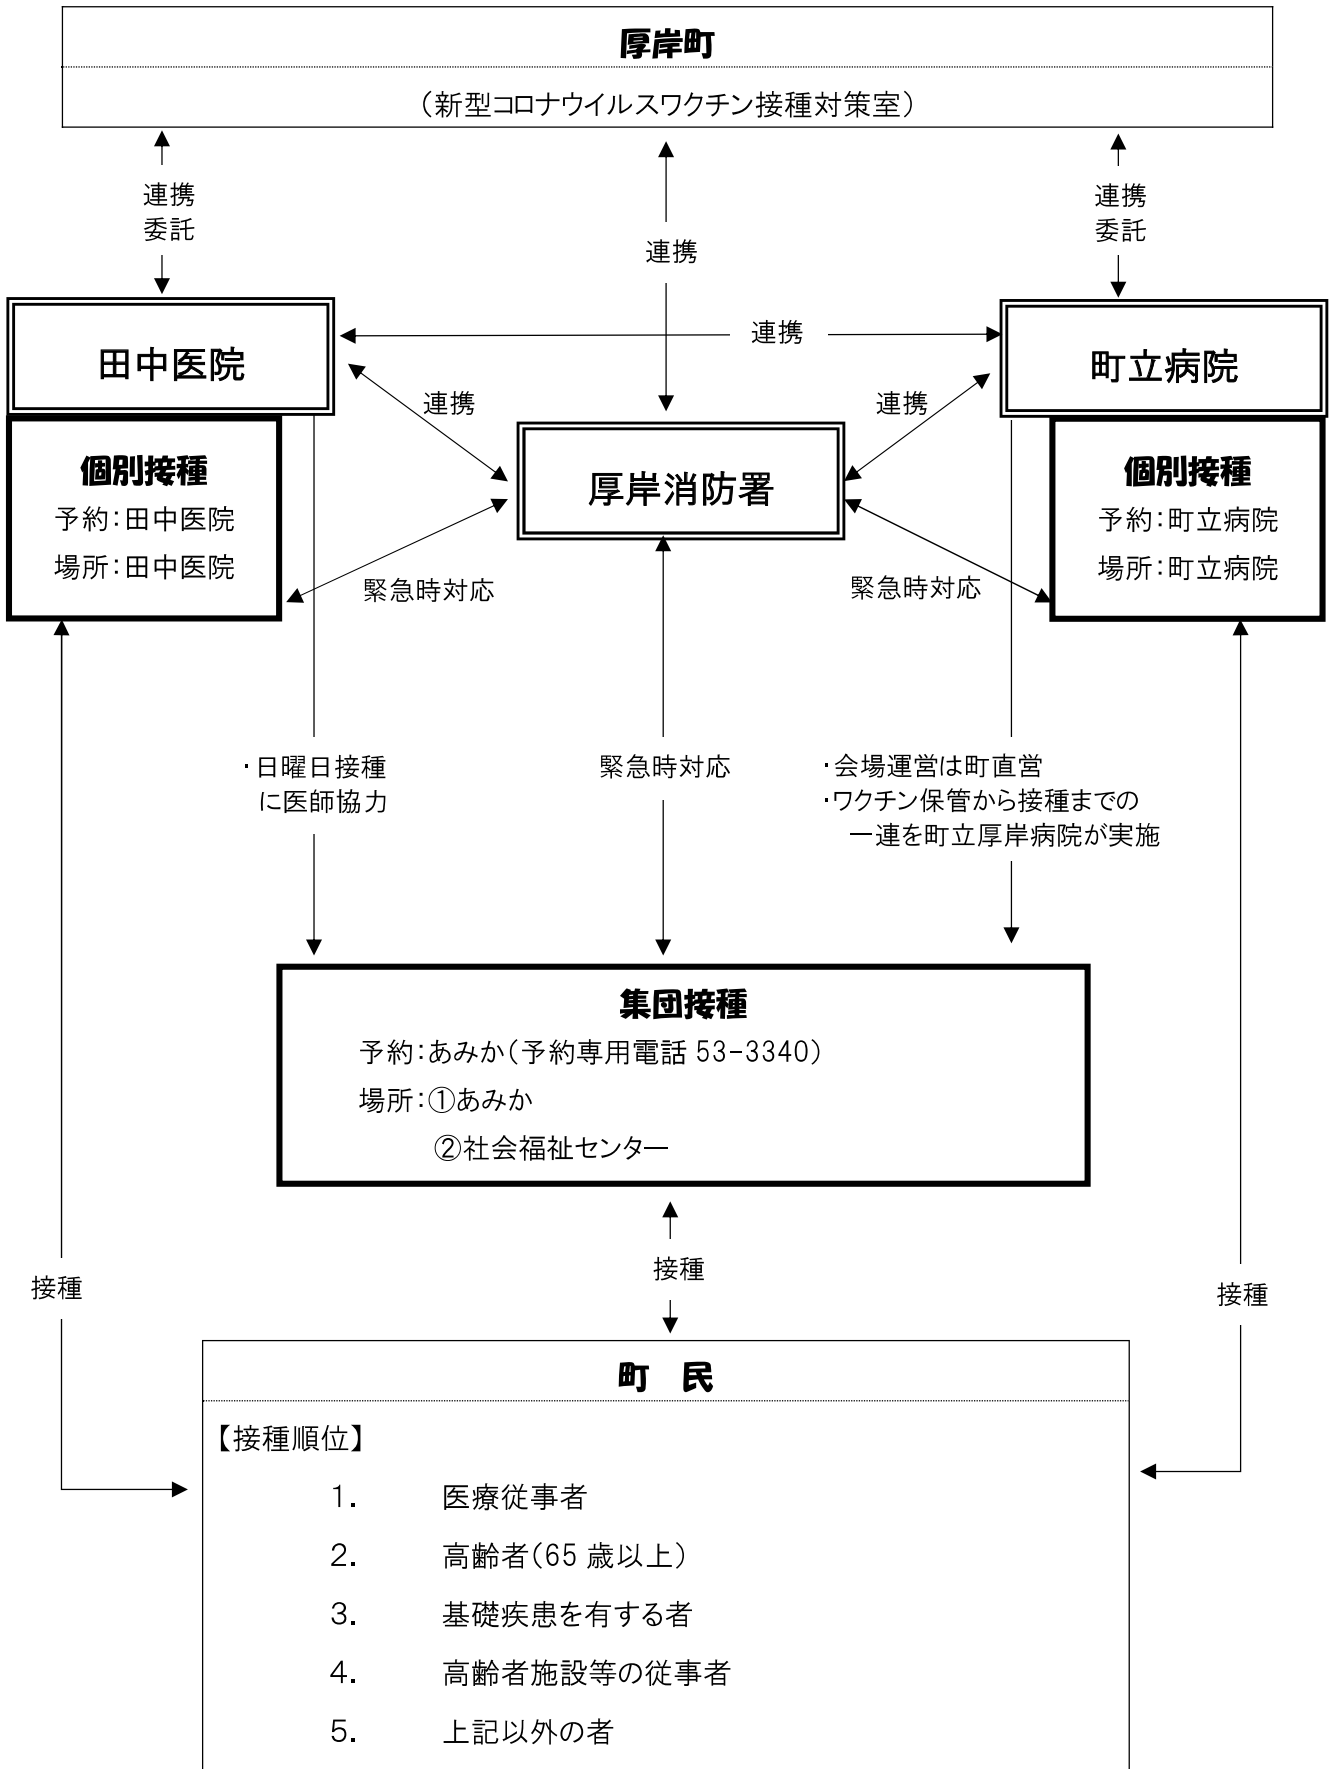 厚岸町
（新型コロナウイルスワクチン接種対策室）
連携
委託
連携
連携
委託
田中医院
連携
町立病院
連携
連携
厚岸消防署
個別接種
予約：田中医院
場所：田中医院
個別接種
予約：町立病院
場所：町立病院
緊急時対応
緊急時対応
・日曜日接種
に医師協力
緊急時対応
・会場運営は町直営
・ワクチン保管から接種までの
一連を町立厚岸病院が実施
集団接種
予約：あみか（予約専用電話 53-3340）
場所：①あみか
②社会福祉センター
接種
接種
接種
町　民
【接種順位】
1. 医療従事者
2. 高齢者（65 歳以上）
3. 基礎疾患を有する者
4. 高齢者施設等の従事者
5. 上記以外の者